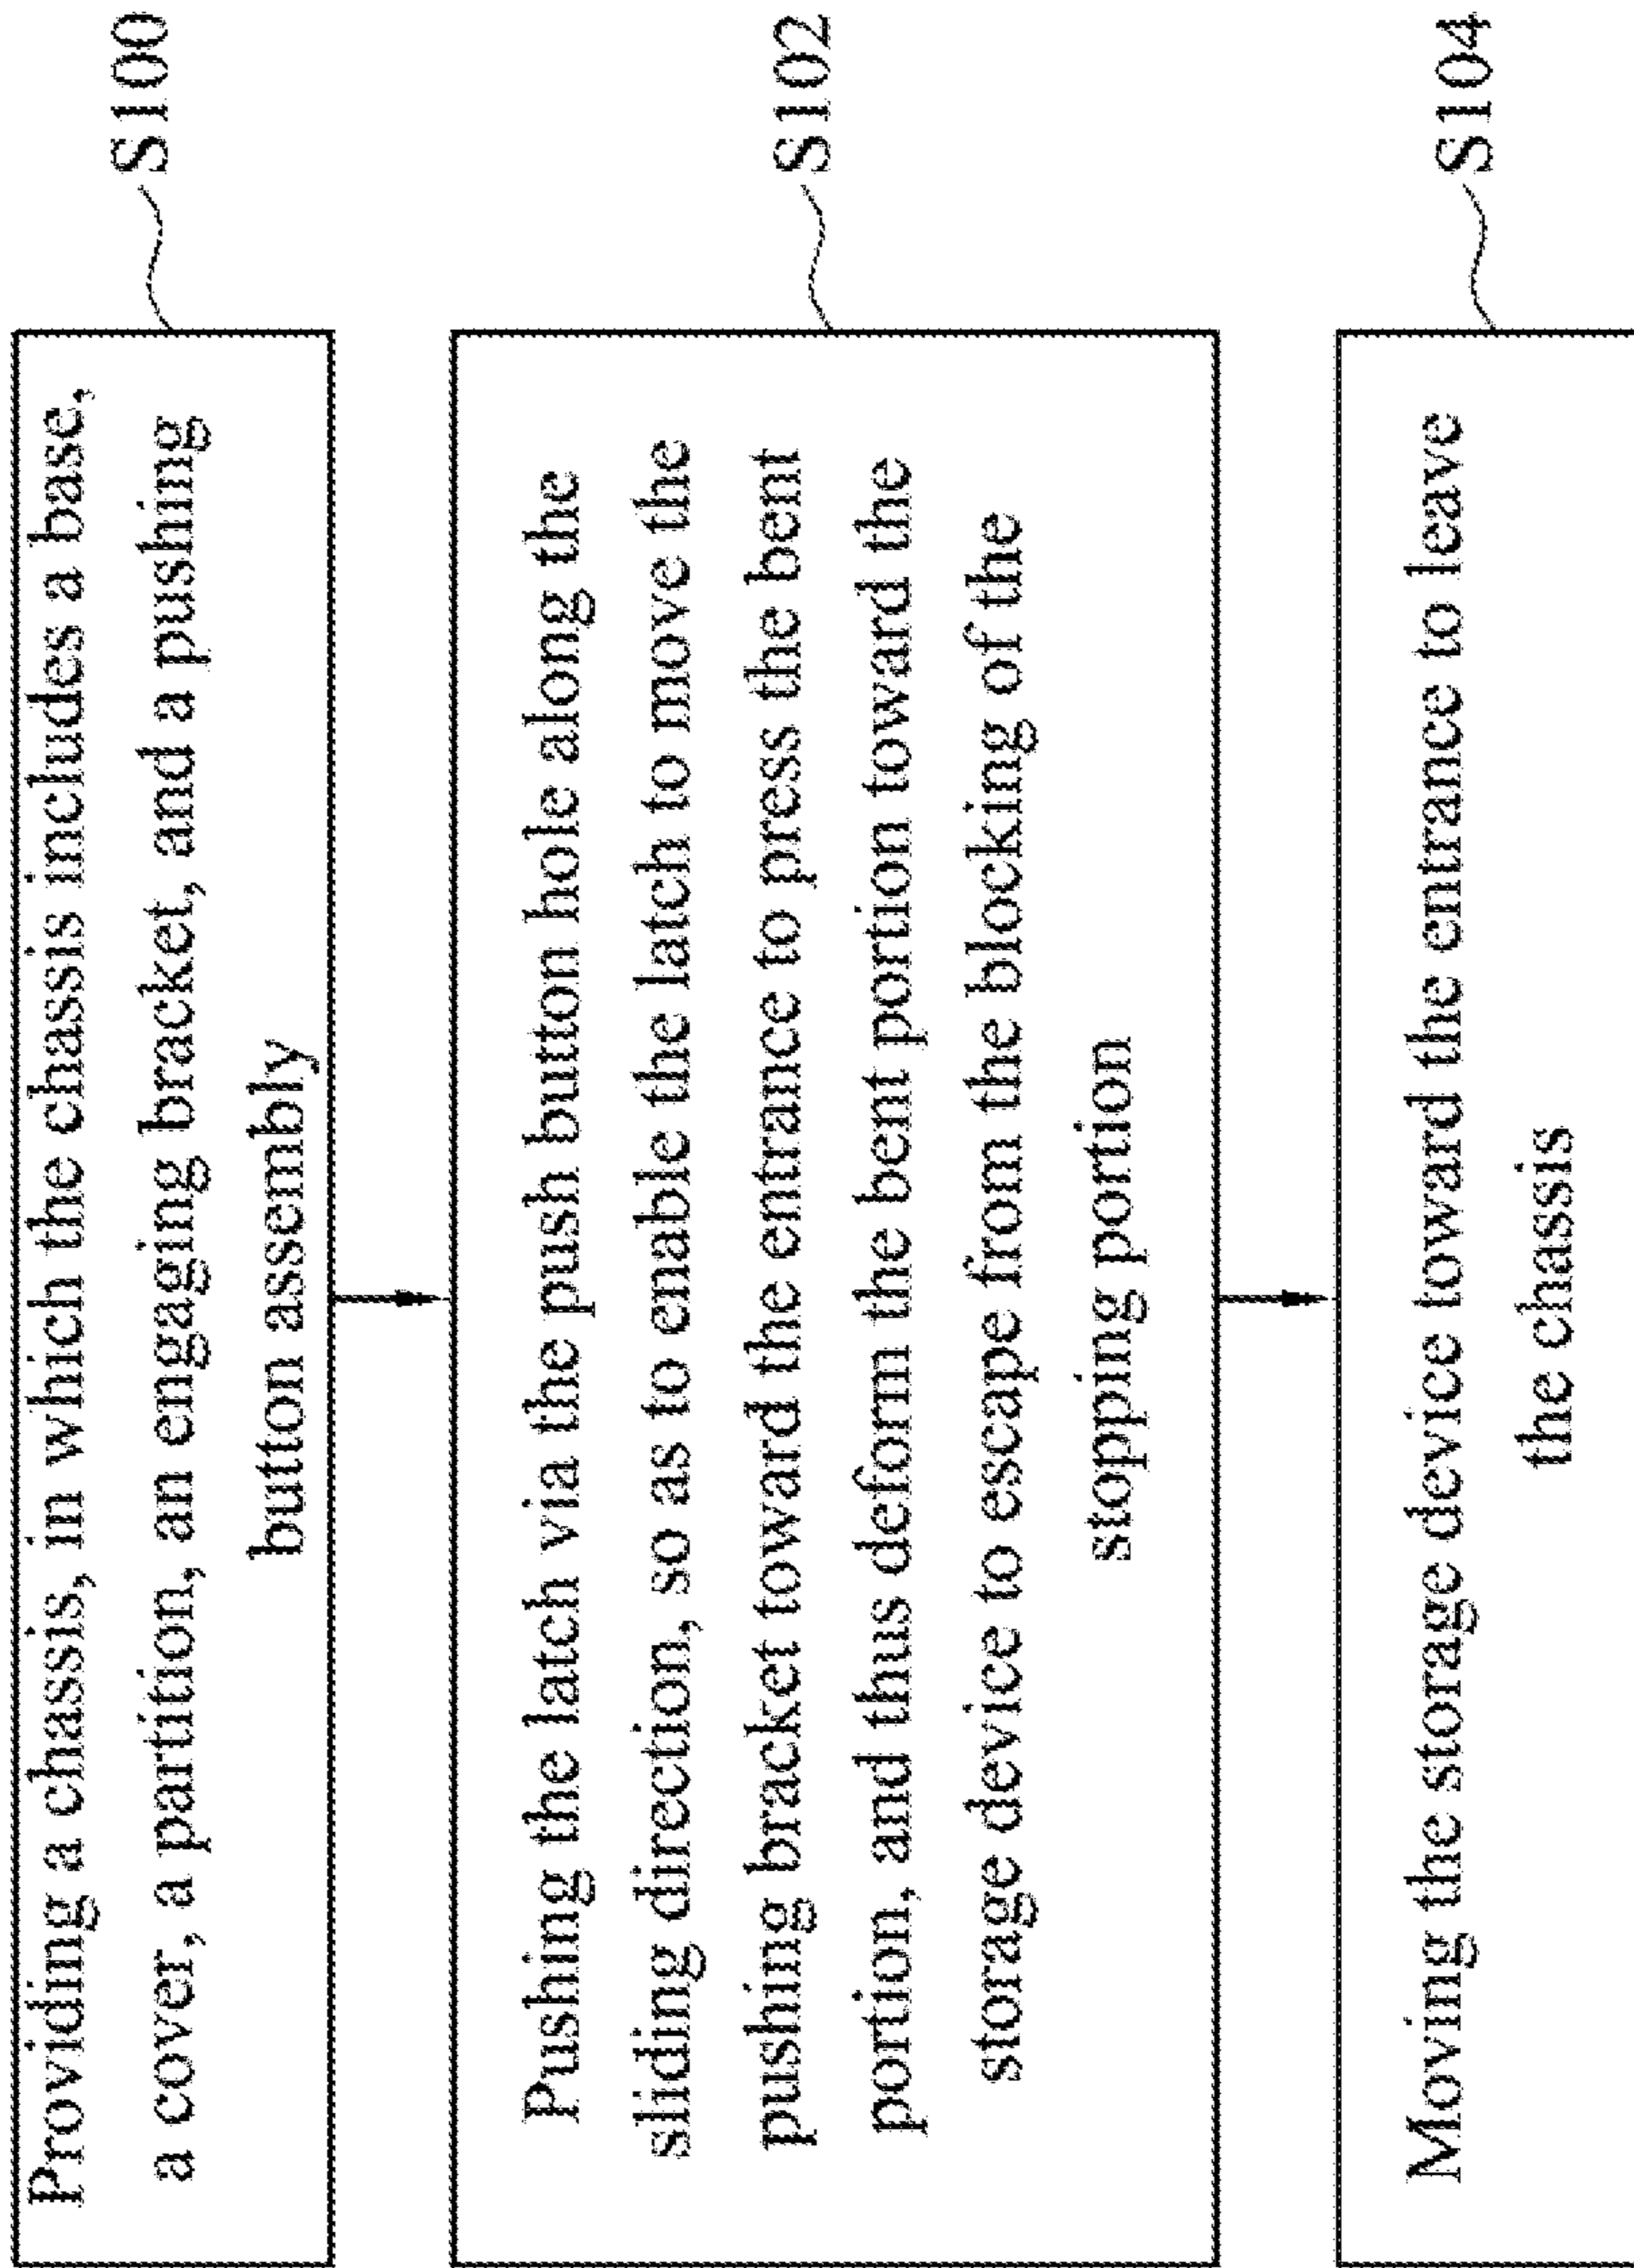 Providing a chassis, in which the chassis includes a base,
a cover, a partition, an engaging bracket, and a pushing
button assembly
S100
Pushing the latch via the push button hole along the
sliding direction, so as to enable the latch to move the
pushing bracket toward the entrance to press the bent
portion, and thus deform the bent portion toward the
storage device to escape from the blocking of the
stopping portion
S102
Moving the storage device toward the entrance to leave
the chassis
S104